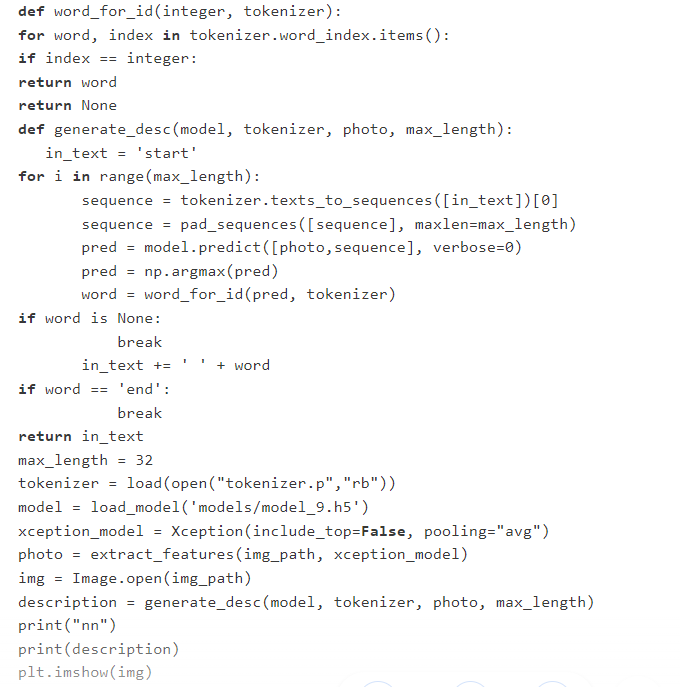 def word_for_id(integer, tokenizer):
for word, index in tokenizer.word_index.items():
if index == integer:
return word
return None
def generate_desc(model, tokenizer, photo, max_length):
in_text = 'start'
for i in range(max_length):
sequence = tokenizer.texts_to_sequences([in_text])[0]
sequence = pad_sequences([sequence], maxlen=max_length)
pred = model.predict([photo,sequence], verbose=0)
pred = np.argmax(pred)
word = word_for_id(pred, tokenizer)
if word is None:
break
in_text += ' ' + word
if word == 'end':
break
return in_text
max_length = 32
tokenizer = load(open("tokenizer.p","rb"))
model = load_model('models/model_9.h5')
xception_model = Xception(include_top=False, pooling="avg")
photo = extract_features(img_path, xception_model)
img = Image.open(img_path)
description = generate_desc(model, tokenizer, photo, max_length)
print("nn")
print(description)
plt.imshow(img)